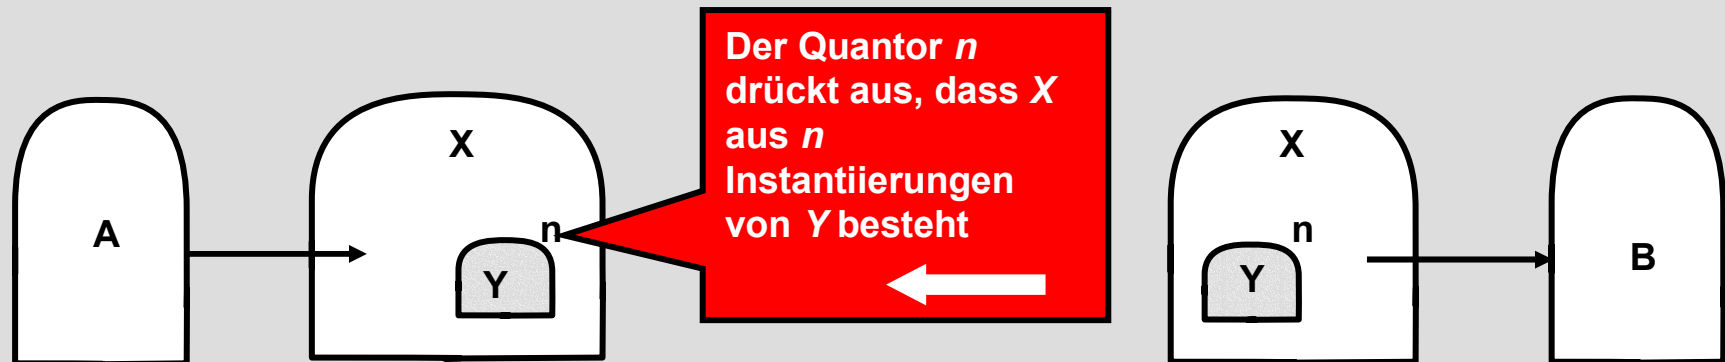 A
X
n
Y
Der Quantor n
drückt aus, dass X
aus n
Instantiierungen
von Y besteht
X
n
Y
B